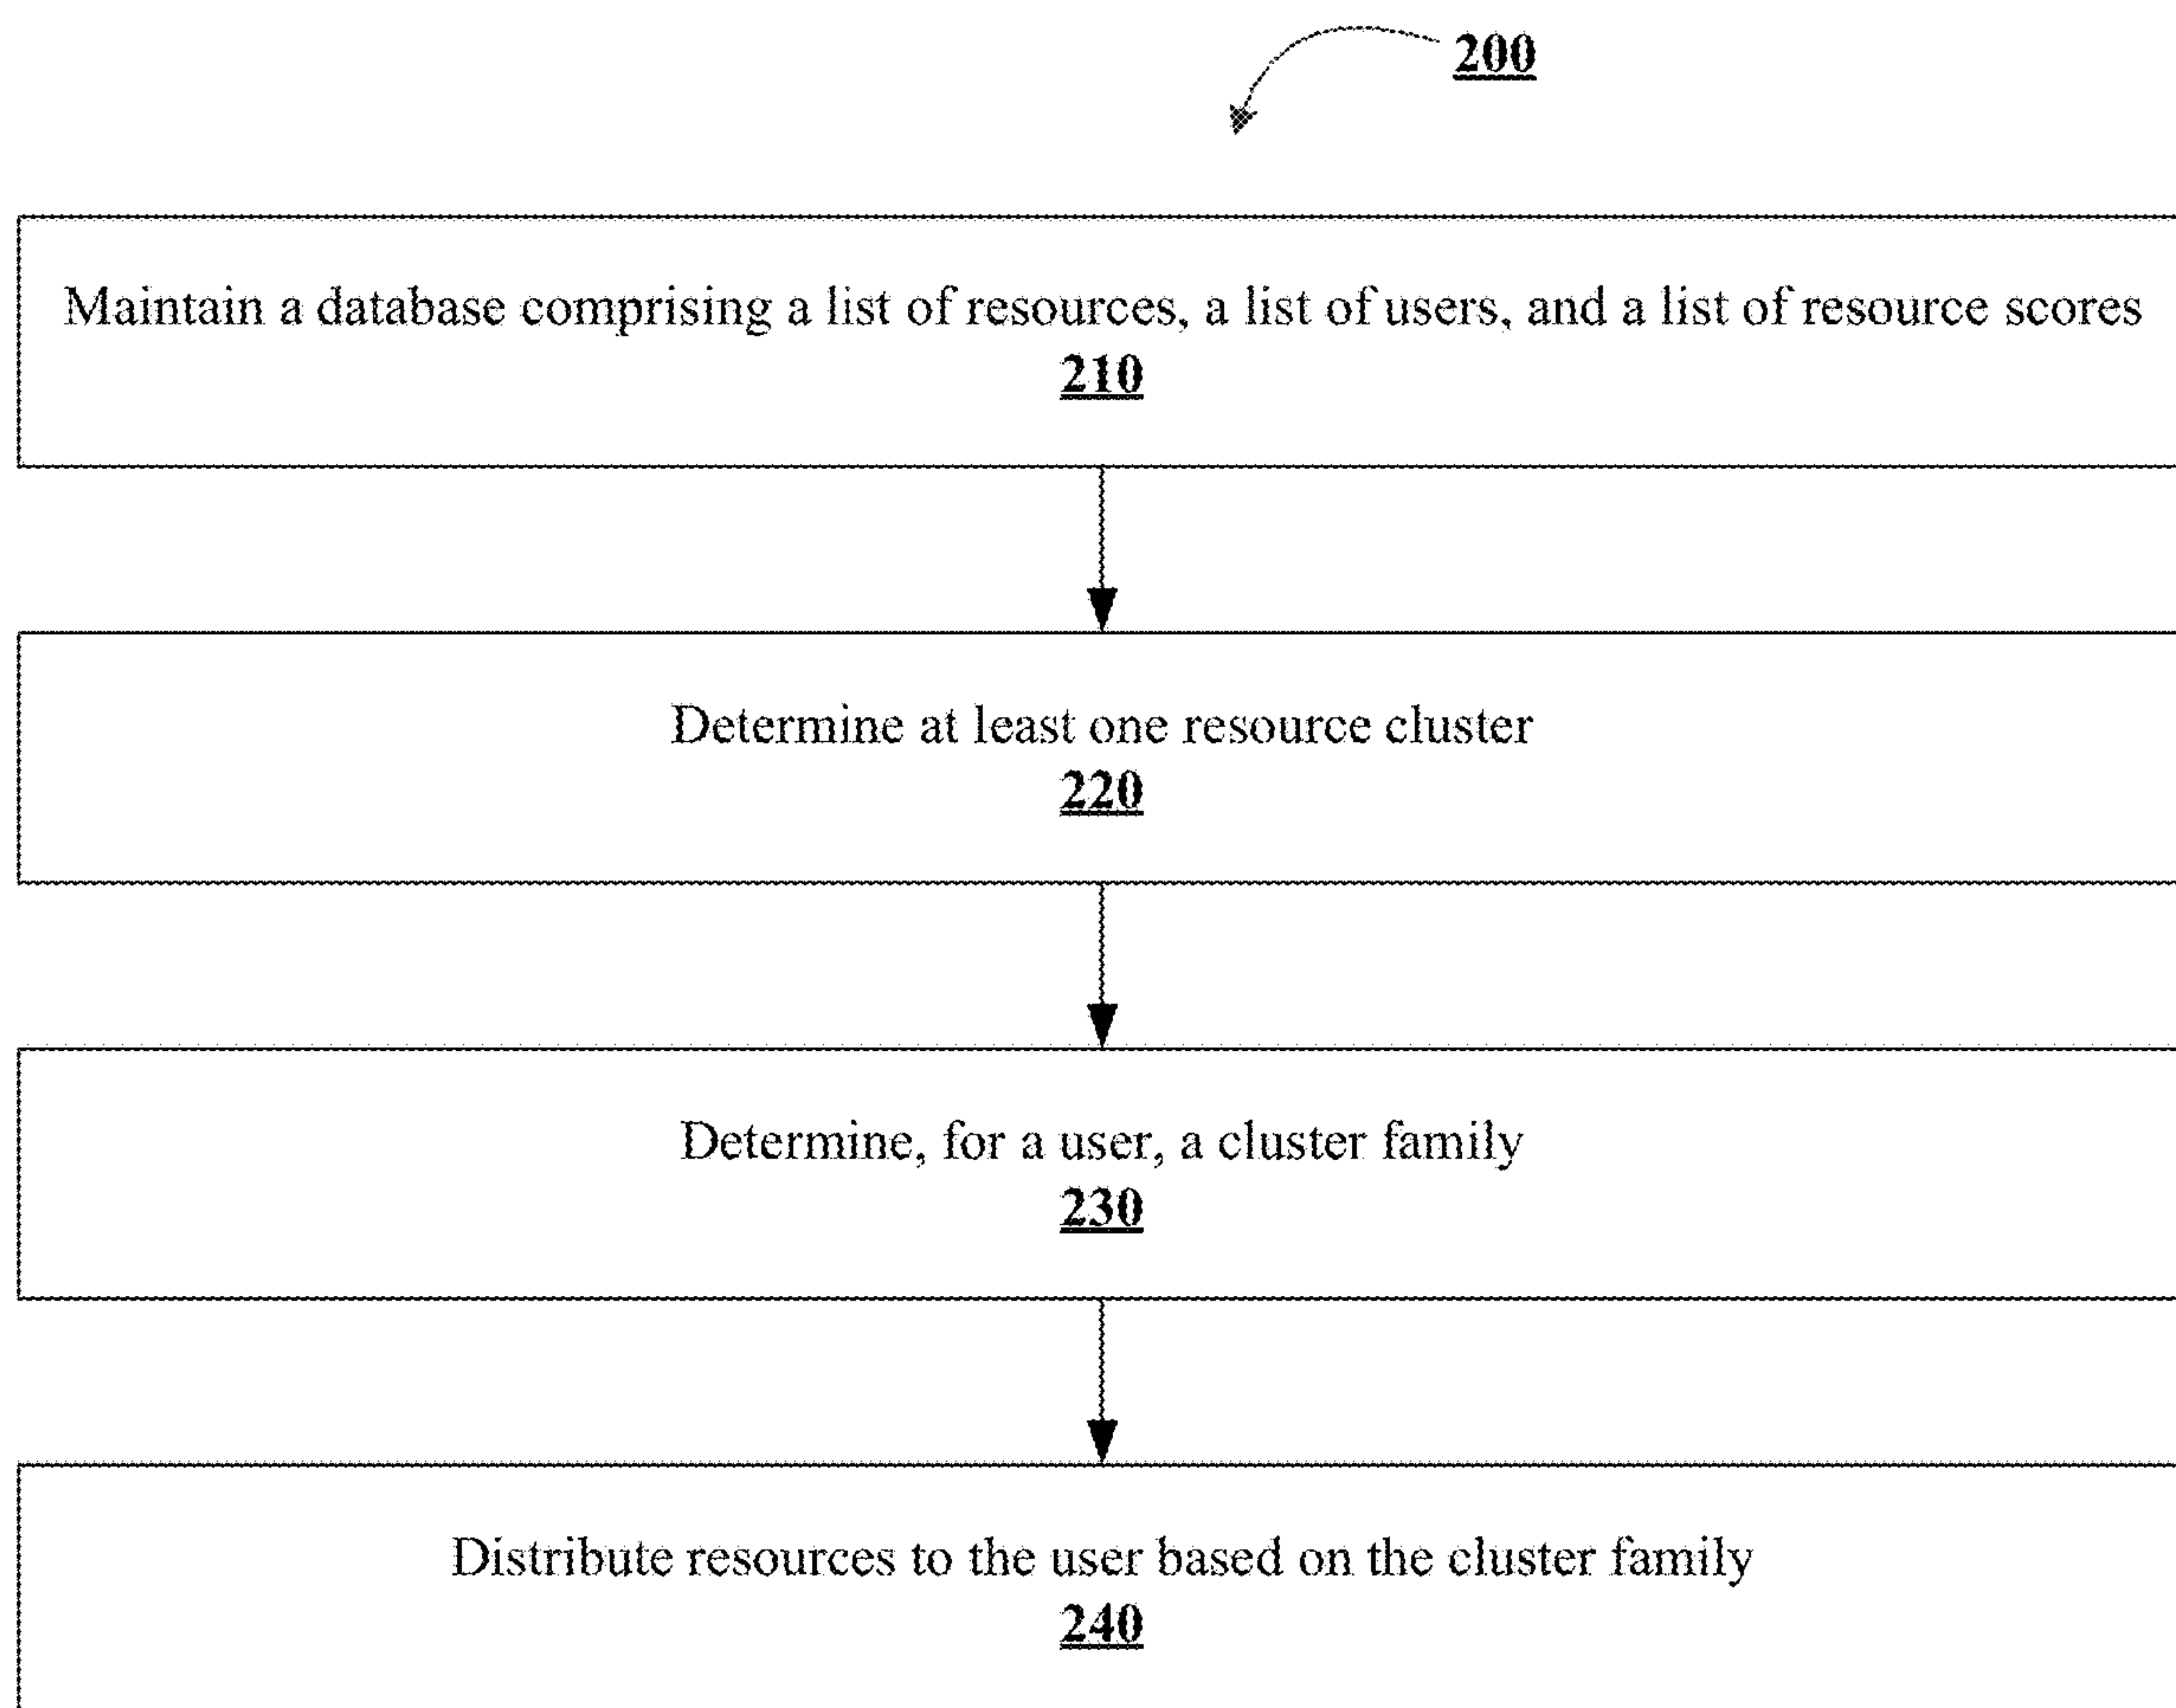 200
Maintain a database comprising a list of resources, a list of users, and a list of resource scores
210
Determine at least one resource cluster
220
Determine, for a user, a cluster family
230
Distribute resources to the user based on the cluster family
240